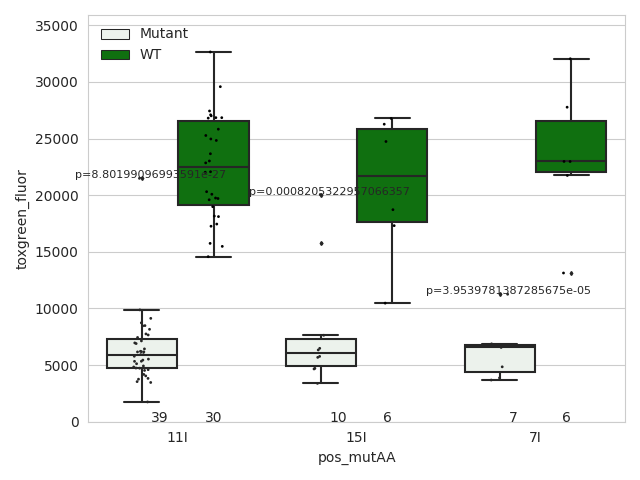 Mutant
WT
35000
30000
25000
20000
15000
10000
5000
0
toxgreen_fluor
p=8.80199096993591e-27
p=0.0008205322957066357
p=3.9539781387285675e-05
39 30 10 6 7 6
11I 15I 7I
pos_mutAA